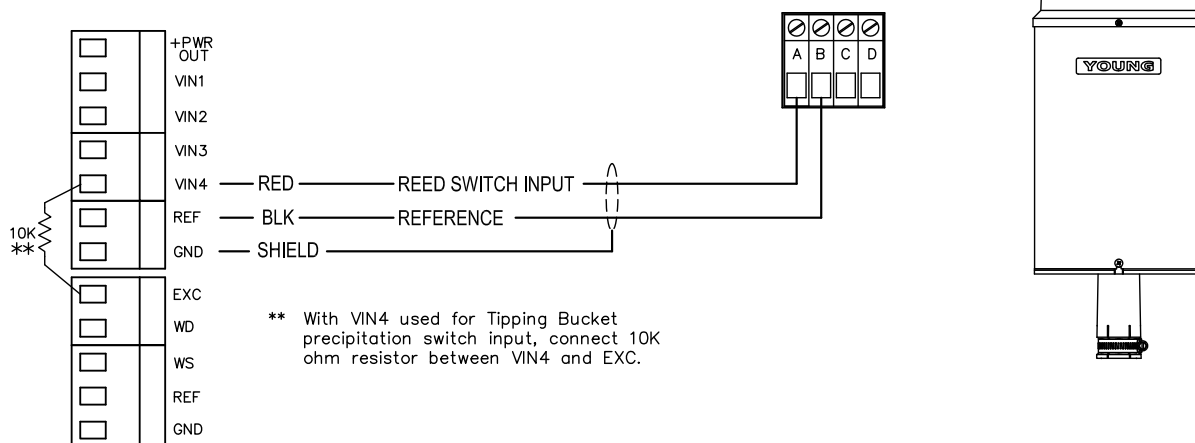 +PWR
OUT
VIN1
VIN2
VIN3
VIN4 RED REED SWITCH INPUT
REF BLK REFERENCE
GND SHIELD
10K
**
EXC
WD
WS
REF
GND
** With VIN4 used for Tipping Bucket
precipitation switch input, connect 10K
ohm resistor between VIN4 and EXC.
A B C D
YOUNG